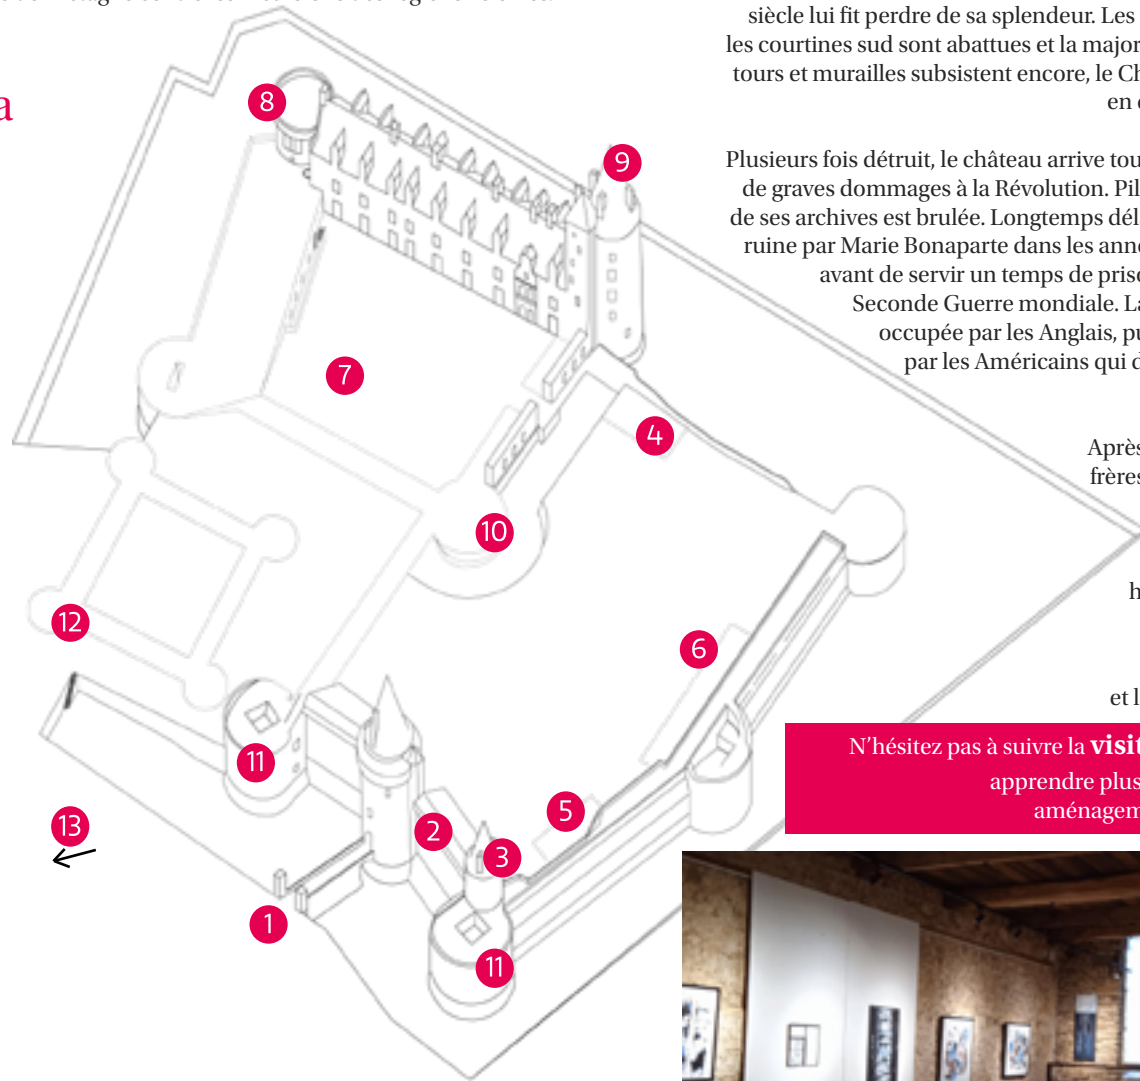 siècle lui fit perdre de sa splendeur. Les
les courtines sud sont abattues et la major
tours et murailles subsistent encore, le Ch
en
a
Plusieurs fois détruit, le château arrive tou
de graves dommages à la Révolution. Pil
de ses archives est brulée. Longtemps dél
ruine par Marie Bonaparte dans les anné
avant de servir un temps de priso
Seconde Guerre mondiale. La
occupée par les Anglais, pu
par les Américains qui d
Après
frères
h
et l
N'hésitez pas à suivre la visit
apprendre plus
aménagem
8
9
7
4
10
12
6
11
13
5
2
3
1
11